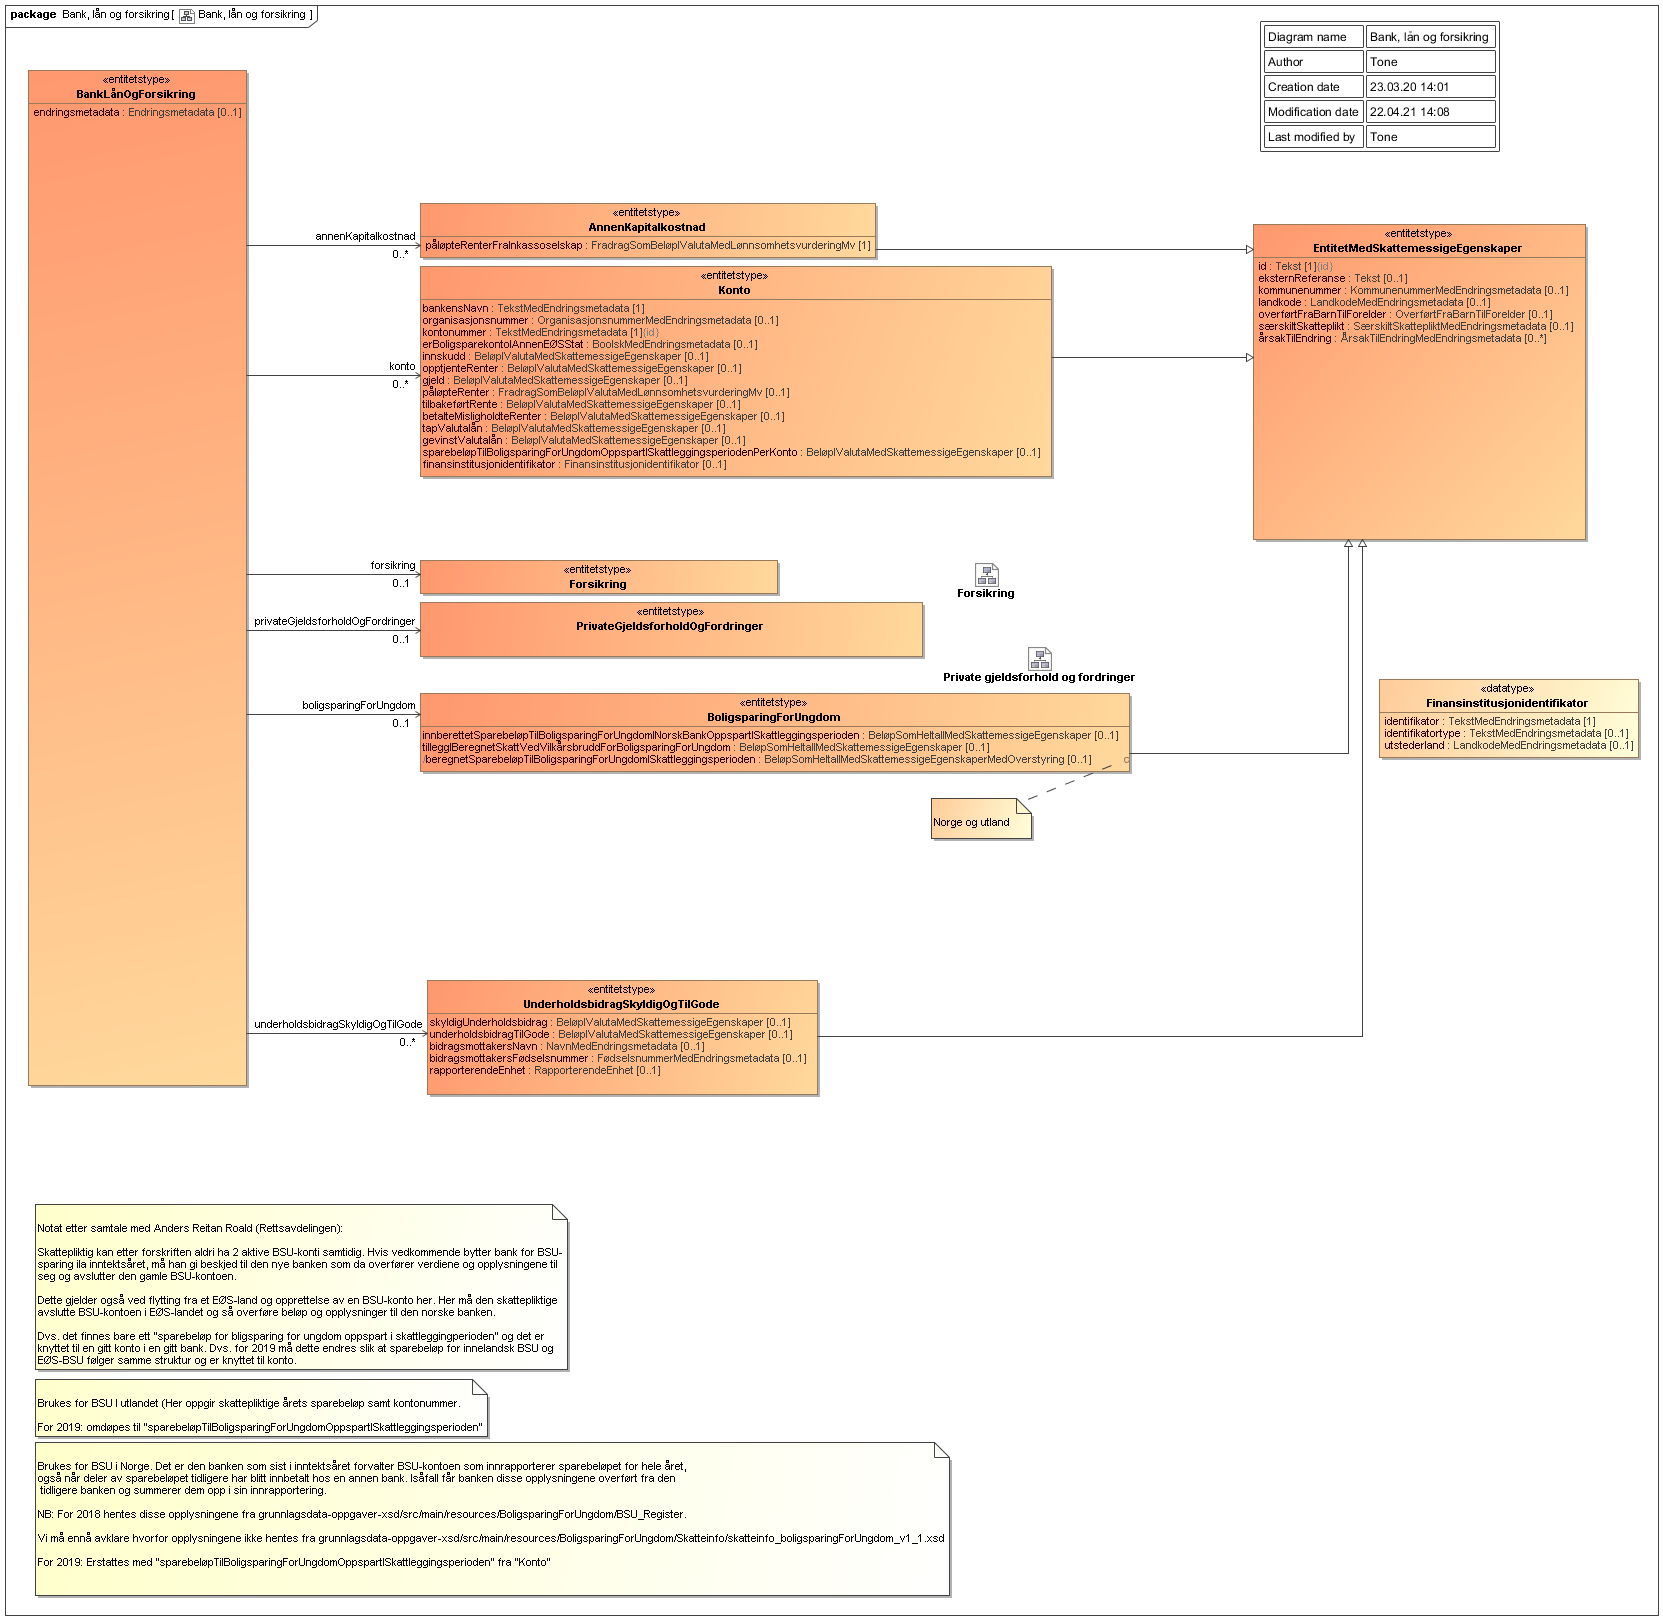 package Bank, lån og forsikring [ Bank, lån og forsikring ]
Diagram name Bank, lån og forsikring
Author Tone
Creation date 23.03.20 14:01
Modification date 22.04.21 14:08
Last modified by Tone
«entitetstype»
BankLånOgForsikring
endringsmetadata : Endringsmetadata [0..1]
annenKapitalkostnad
0..*
«entitetstype»
AnnenKapitalkostnad
påløpteRenterFraInkassoselskap : FradragSomBeløpIValutaMedLønnsomhetsvurderingMv [1]
konto
0..*
«entitetstype»
Konto
bankensNavn : TekstMedEndringsmetadata [1]
organisasjonsnummer : OrganisasjonsnummerMedEndringsmetadata [0..1]
kontonummer : TekstMedEndringsmetadata [1]{id}
erBoligsparekontoIAnnenEØSStat : BoolskMedEndringsmetadata [0..1]
innskudd : BeløpIValutaMedSkattemessigeEgenskaper [0..1]
opptjenteRenter : BeløpIValutaMedSkattemessigeEgenskaper [0..1]
gjeld : BeløpIValutaMedSkattemessigeEgenskaper [0..1]
påløpteRenter : FradragSomBeløpIValutaMedLønnsomhetsvurderingMv [0..1]
tilbakeførtRente : BeløpIValutaMedSkattemessigeEgenskaper [0..1]
betalteMisligholdteRenter : BeløpIValutaMedSkattemessigeEgenskaper [0..1]
tapValutalån : BeløpIValutaMedSkattemessigeEgenskaper [0..1]
gevinstValutalån : BeløpIValutaMedSkattemessigeEgenskaper [0..1]
sparebeløpTilBoligsparingForUngdomOppspartISkattleggingsperiodenPerKonto : BeløpIValutaMedSkattemessigeEgenskaper [0..1]
finansinstitusjonidentifikator : Finansinstitusjonidentifikator [0..1]
«entitetstype»
EntitetMedSkattemessigeEgenskaper
id : Tekst [1]{id}
eksternReferanse : Tekst [0..1]
kommunenummer : KommunenummerMedEndringsmetadata [0..1]
landkode : LandkodeMedEndringsmetadata [0..1]
overførtFraBarnTilForelder : OverførtFraBarnTilForelder [0..1]
særskiltSkatteplikt : SærskiltSkattepliktMedEndringsmetadata [0..1]
årsakTilEndring : ÅrsakTilEndringMedEndringsmetadata [0..*]
forsikring
0..1
«entitetstype»
Forsikring
Forsikring
privateGjeldsforholdOgFordringer
0..1
«entitetstype»
PrivateGjeldsforholdOgFordringer
Private gjeldsforhold og fordringer
boligsparingForUngdom
0..1
«entitetstype»
BoligsparingForUngdom
innberettetSparebeløpTilBoligsparingForUngdomINorskBankOppspartISkattleggingsperioden : BeløpSomHeltallMedSkattemessigeEgenskaper [0..1]
tilleggIBeregnetSkattVedVilkårsbruddForBoligsparingForUngdom : BeløpSomHeltallMedSkattemessigeEgenskaper [0..1]
/beregnetSparebeløpTilBoligsparingForUngdomISkattleggingsperioden : BeløpSomHeltallMedSkattemessigeEgenskaperMedOverstyring [0..1]
Norge og utland
«datatype»
Finansinstitusjonidentifikator
identifikator : TekstMedEndringsmetadata [1]
identifikatortype : TekstMedEndringsmetadata [0..1]
utstederland : LandkodeMedEndringsmetadata [0..1]
underholdsbidragSkyldigOgTilGode
0..*
«entitetstype»
UnderholdsbidragSkyldigOgTilGode
skyldigUnderholdsbidrag : BeløpIValutaMedSkattemessigeEgenskaper [0..1]
underholdsbidragTilGode : BeløpIValutaMedSkattemessigeEgenskaper [0..1]
bidragsmottakersNavn : NavnMedEndringsmetadata [0..1]
bidragsmottakersFødselsnummer : FødselsnummerMedEndringsmetadata [0..1]
rapporterendeEnhet : RapporterendeEnhet [0..1]
Notat etter samtale med Anders Reitan Roald (Rettsavdelingen):
Skattepliktig kan etter forskriften aldri ha 2 aktive BSU-konti samtidig. Hvis vedkommende bytter bank for BSU-
sparing ila inntektsåret, må han gi beskjed til den nye banken som da overfører verdiene og opplysningene til
seg og avslutter den gamle BSU-kontoen.
Dette gjelder også ved flytting fra et EØS-land og opprettelse av en BSU-konto her. Her må den skattepliktige
avslutte BSU-kontoen i EØS-landet og så overføre beløp og opplysninger til den norske banken.
Dvs. det finnes bare ett "sparebeløp for bligsparing for ungdom oppspart i skattleggingperioden" og det er
knyttet til en gitt konto i en gitt bank. Dvs. for 2019 må dette endres slik at sparebeløp for innelandsk BSU og
EØS-BSU følger samme struktur og er knyttet til konto.
Brukes for BSU I utlandet (Her oppgir skattepliktige årets sparebeløp samt kontonummer.
For 2019: omdøpes til "sparebeløpTilBoligsparingForUngdomOppspartISkattleggingsperioden"
Brukes for BSU i Norge. Det er den banken som sist i inntektsåret forvalter BSU-kontoen som innrapporterer sparebeløpet for hele året,
også når deler av sparebeløpet tidligere har blitt innbetalt hos en annen bank. Isåfall får banken disse opplysningene overført fra den
tidligere banken og summerer dem opp i sin innrapportering.
NB: For 2018 hentes disse opplysningene fra grunnlagsdata-oppgaver-xsd/src/main/resources/BoligsparingForUngdom/BSU_Register.
Vi må ennå avklare hvorfor opplysningene ikke hentes fra grunnlagsdata-oppgaver-xsd/src/main/resources/BoligsparingForUngdom/Skatteinfo/skatteinfo_boligsparingForUngdom_v1_1.xsd
For 2019: Erstattes med "sparebeløpTilBoligsparingForUngdomOppspartISkattleggingsperioden" fra "Konto"